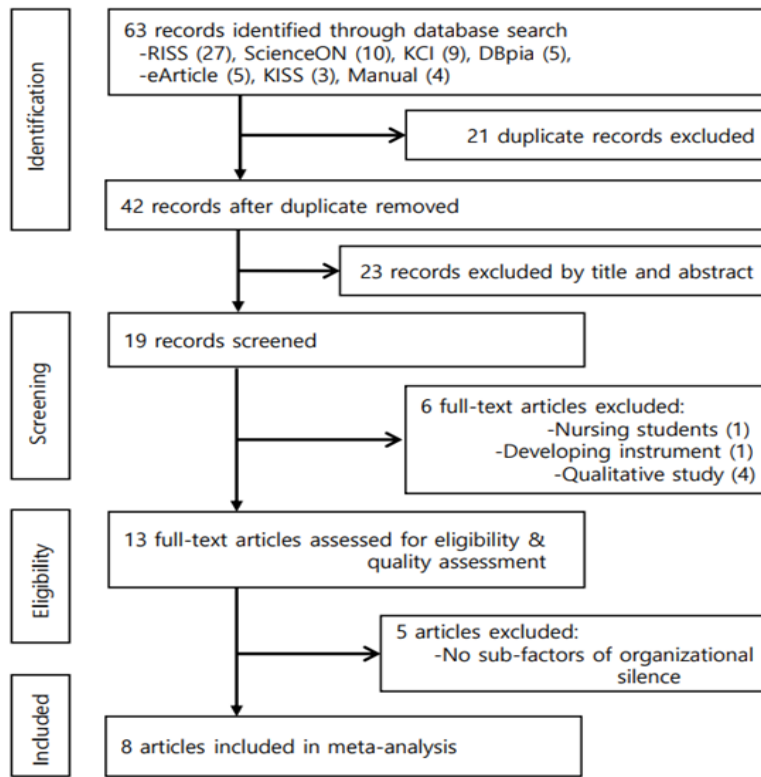 Identification
63 records identified through database search
-RISS (27), ScienceON (10), KCI (9), DBpia (5),
-eArticle (5), KISS (3), Manual (4)
21 duplicate records excluded
42 records after duplicate removed
23 records excluded by title and abstract
Screening
19 records screened
6 full-text articles excluded:
-Nursing students (1)
-Developing instrument (1)
-Qualitative study (4)
Eligibility
13 full-text articles assessed for eligibility &
quality assessment
5 articles excluded:
-No sub-factors of organizational
silence
Included
8 articles included in meta-analysis